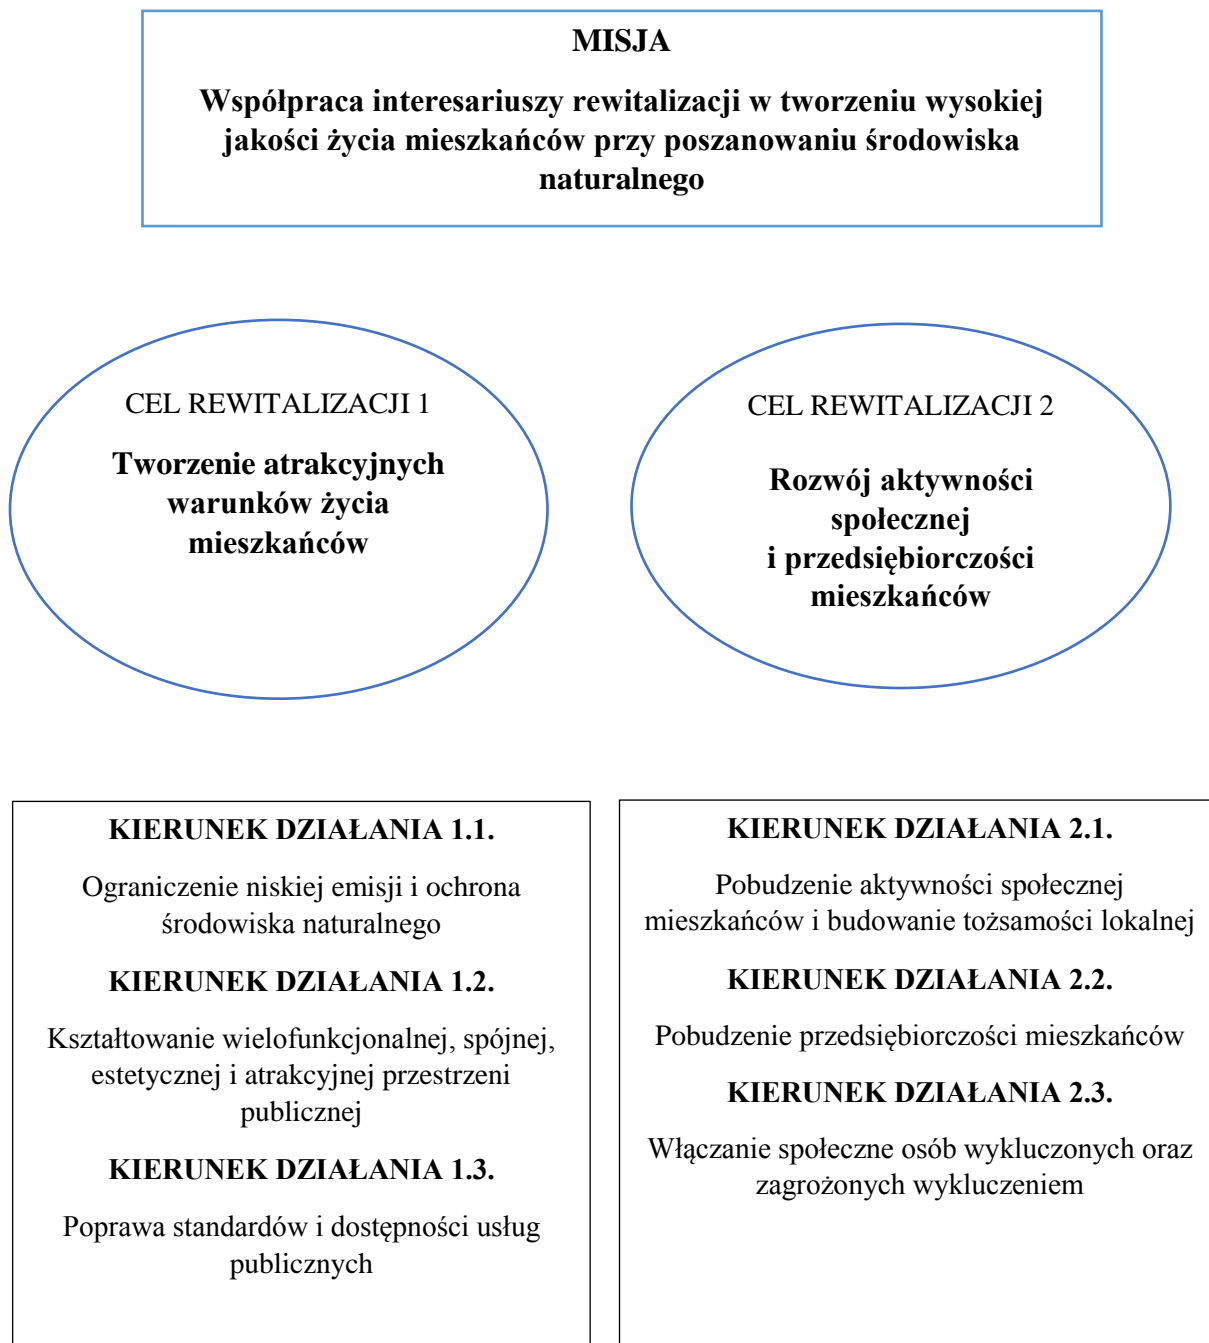 MISJA
Współpraca interesariuszy rewitalizacji w tworzeniu wysokiej
jakości życia mieszkańców przy poszanowaniu środowiska
naturalnego
CEL REWITALIZACJI 1
Tworzenie atrakcyjnych
warunków życia
mieszkańców
CEL REWITALIZACJI 2
Rozwój aktywności
społecznej
i przedsiębiorczości
mieszkańców
KIERUNEK DZIAŁANIA 1.1.
Ograniczenie niskiej emisji i ochrona
środowiska naturalnego
KIERUNEK DZIAŁANIA 1.2.
Kształtowanie wielofunkcjonalnej, spójnej,
estetycznej i atrakcyjnej przestrzeni
publicznej
KIERUNEK DZIAŁANIA 1.3.
Poprawa standardów i dostępności usług
publicznych
KIERUNEK DZIAŁANIA 2.1.
Pobudzenie aktywności społecznej
mieszkańców i budowanie tożsamości lokalnej
KIERUNEK DZIAŁANIA 2.2.
Pobudzenie przedsiębiorczości mieszkańców
KIERUNEK DZIAŁANIA 2.3.
Włączanie społeczne osób wykluczonych oraz
zagrożonych wykluczeniem